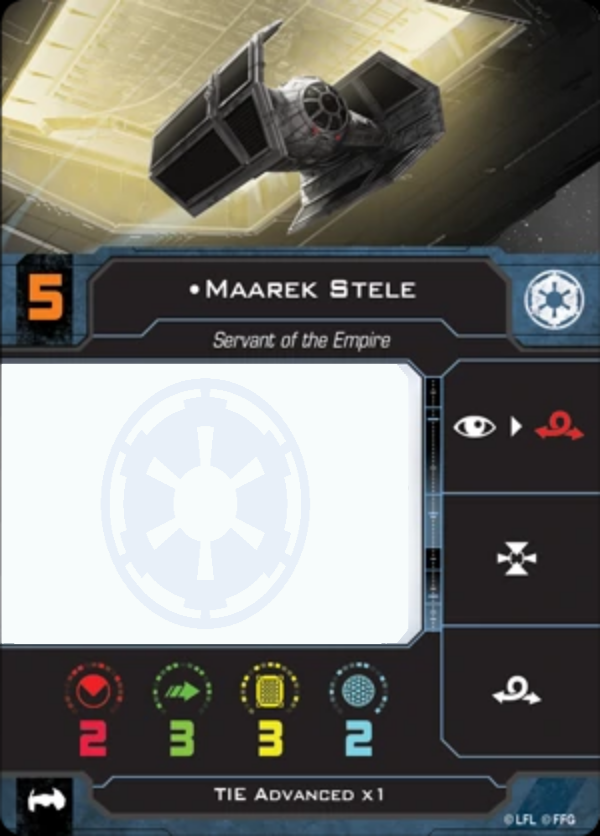 5
•Maarek Stele
Servant of the Empire
2 3 3 2
TIE Advanced x1
©LFL ©FFG